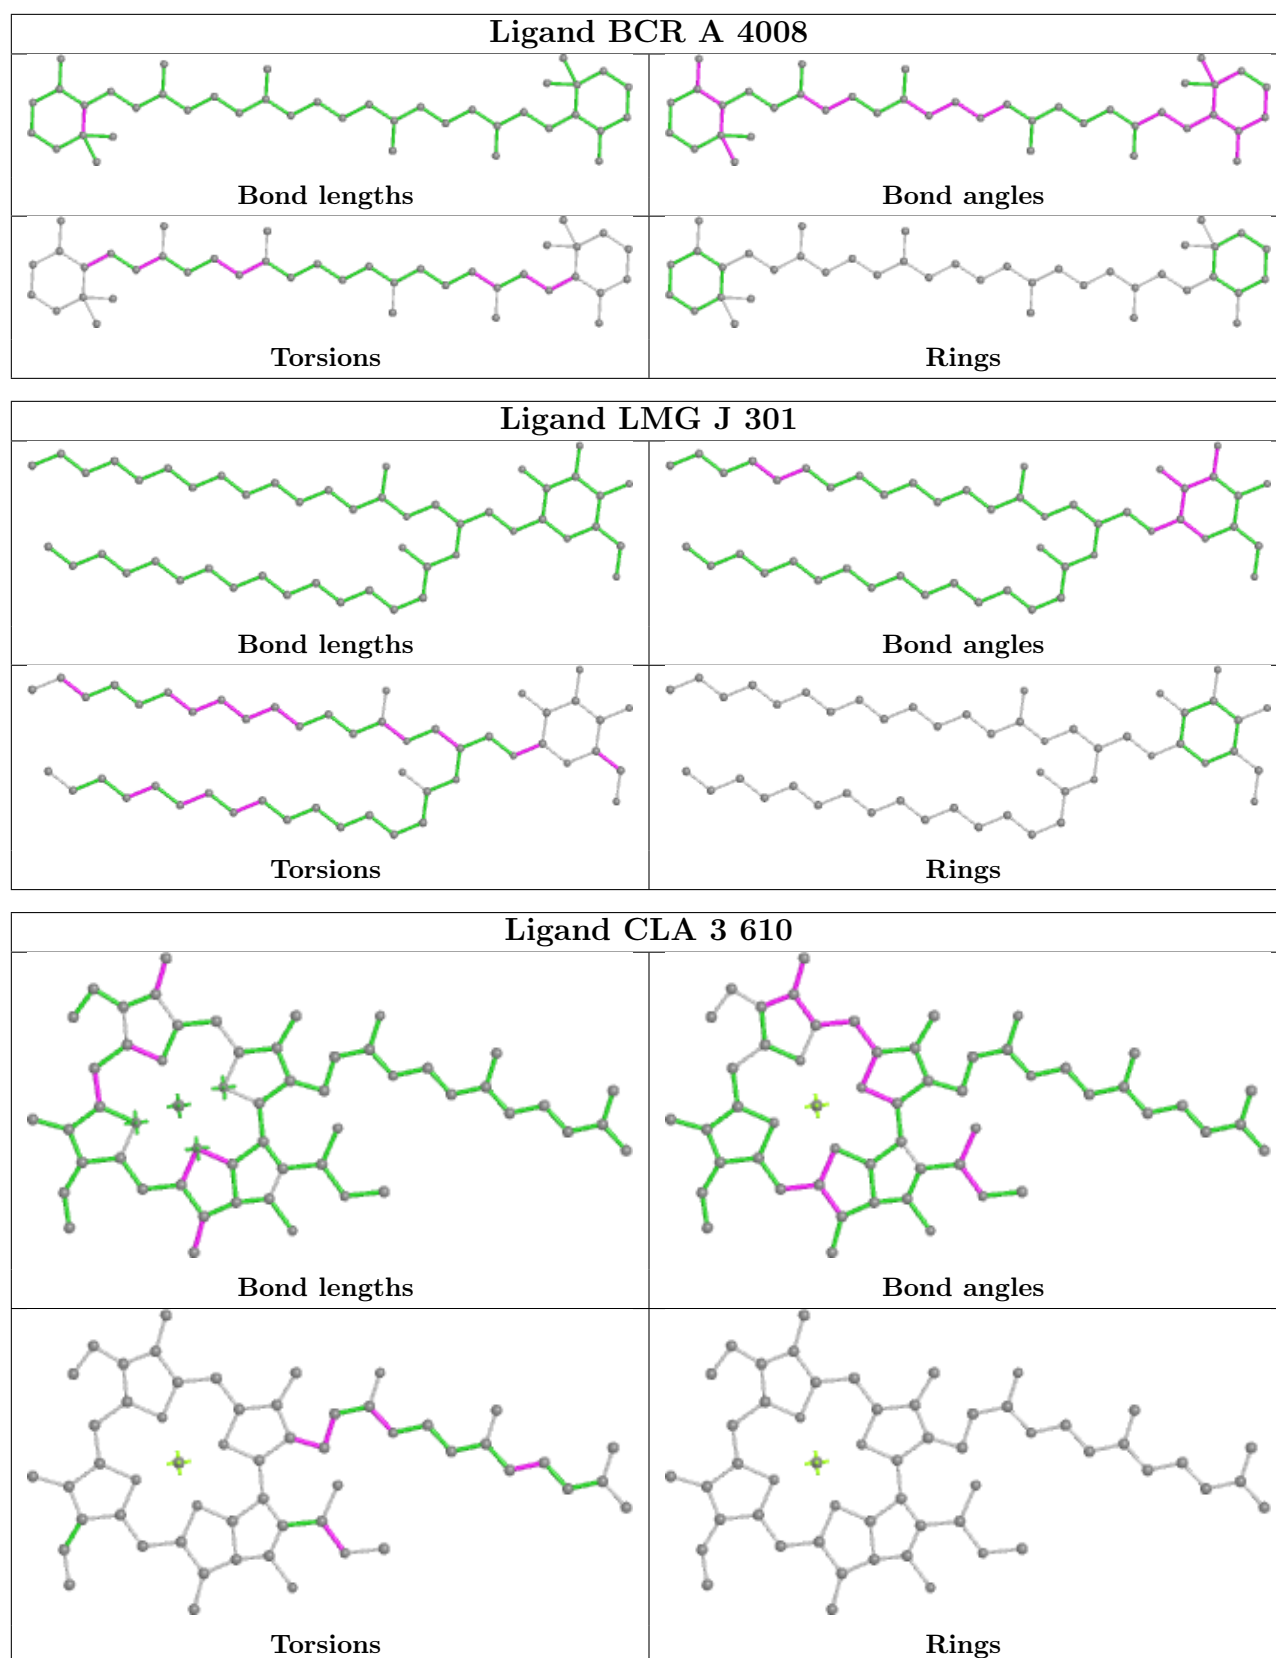 Ligand BCR A 4008
Bond lengths
Bond angles
Torsions
Rings
Ligand LMG J 301
Bond lengths
Bond angles
Torsions
Rings
Ligand CLA 3 610
Bond lengths
Bond angles
Torsions
Rings